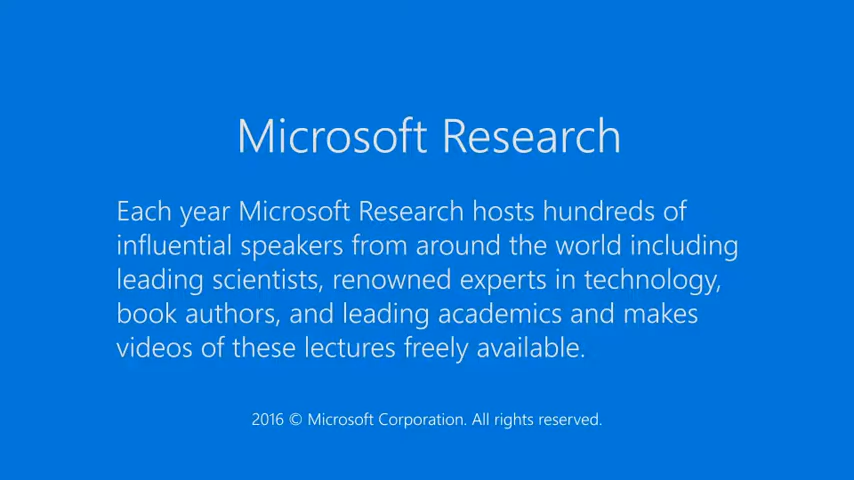 Microsoft Research
Each year Microsoft Research hosts hundreds of
influential speakers from around the world including
leading scientists, renowned experts in technology,
book authors, and leading academics and makes
videos of these lectures freely available.
2016 © Microsoft Corporation. All rights reserved.